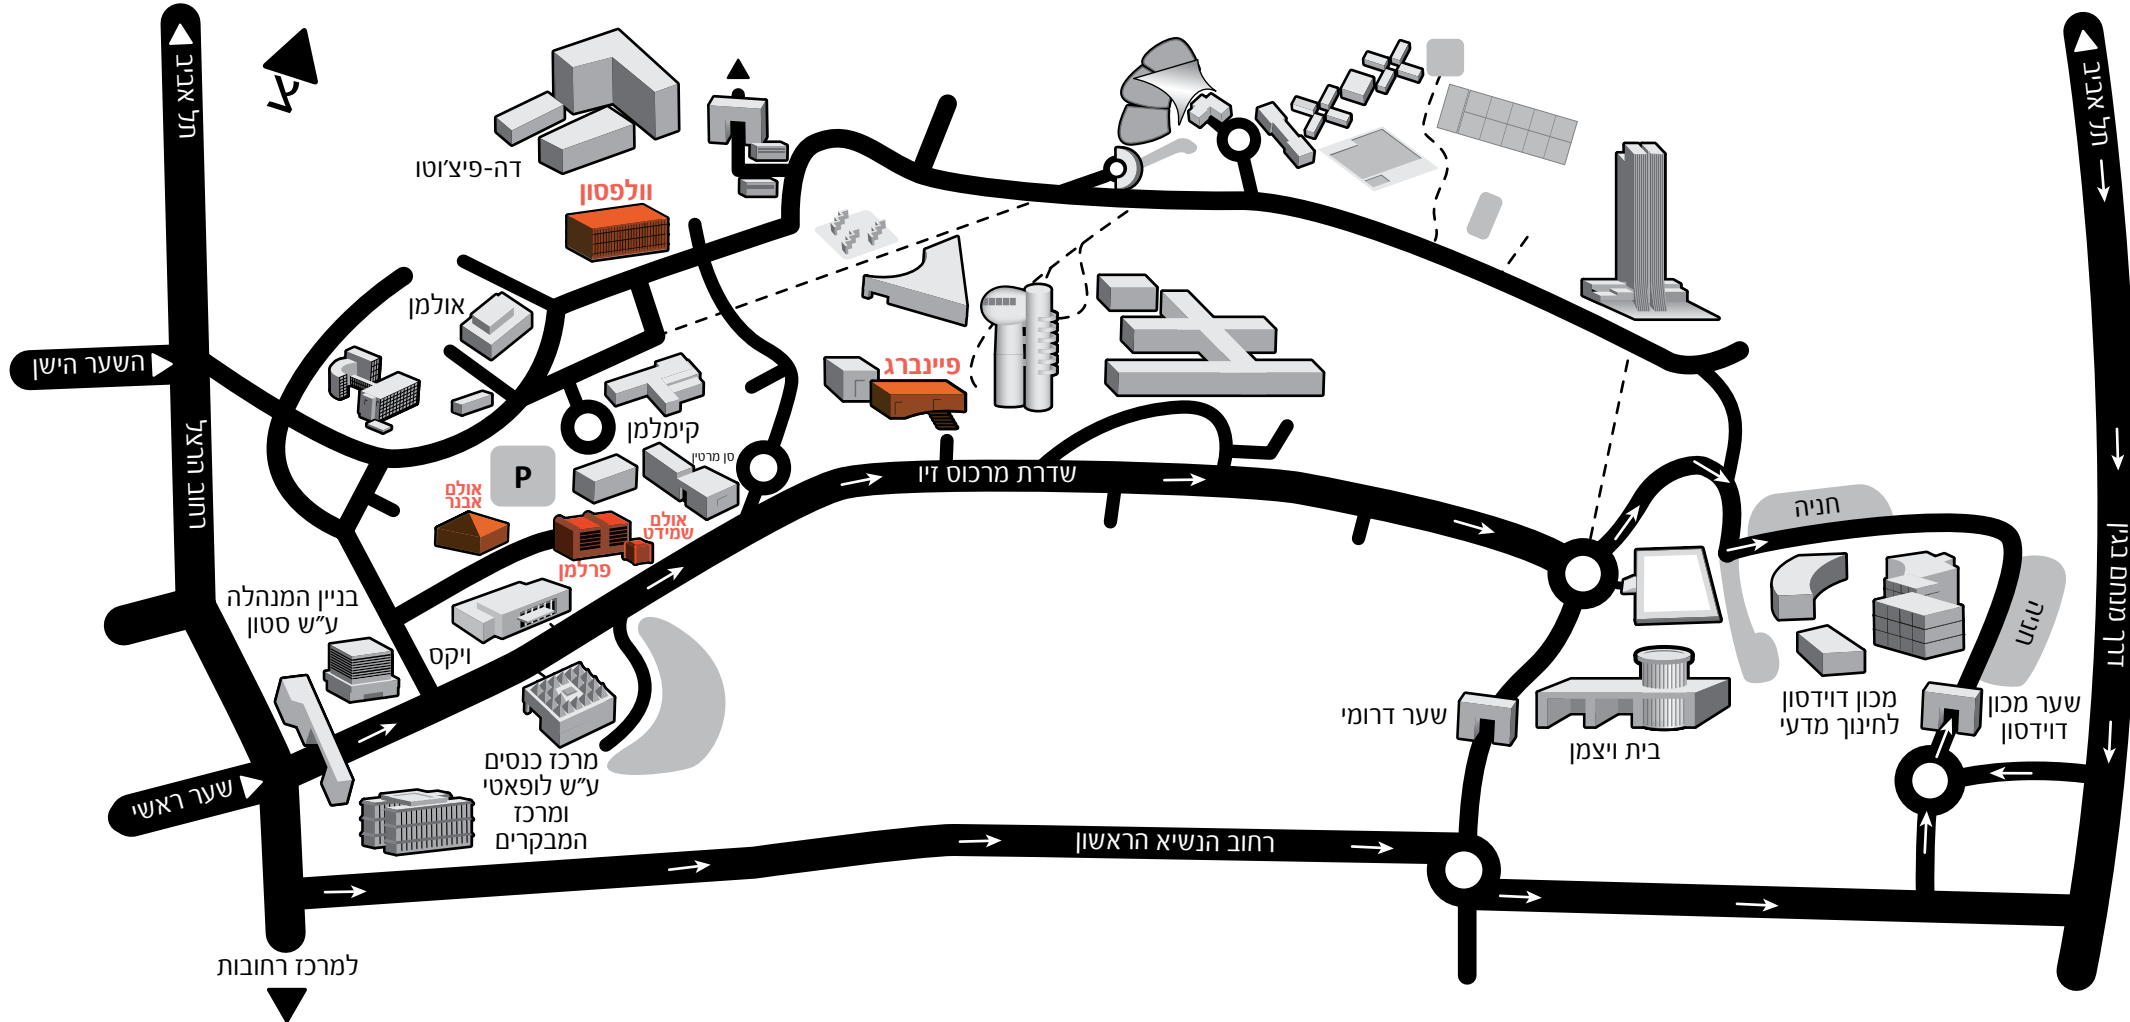 תל אביב
דה-פיצ׳וטו
וולפסון
תל אביב
אולמן
השער הישן
רחוב הרצל
פיינברג
קימלמן
סן מרטין
P
שדרת מרכוס זיו
אולם
אבנר
אולם
שמידט
פרלמן
חניה
חניה
דרך מנחם בגין
בניין המנהלה
ע״ש סטון
ויקס
שער ראשי
מרכז כנסים
ע״ש לופאטי
ומרכז
המבקרים
שער דרומי
בית ויצמן
מכון דוידסון
לחינוך מדעי
שער מכון
דוידסון
רחוב הנשיא הראשון
למרכז רחובות